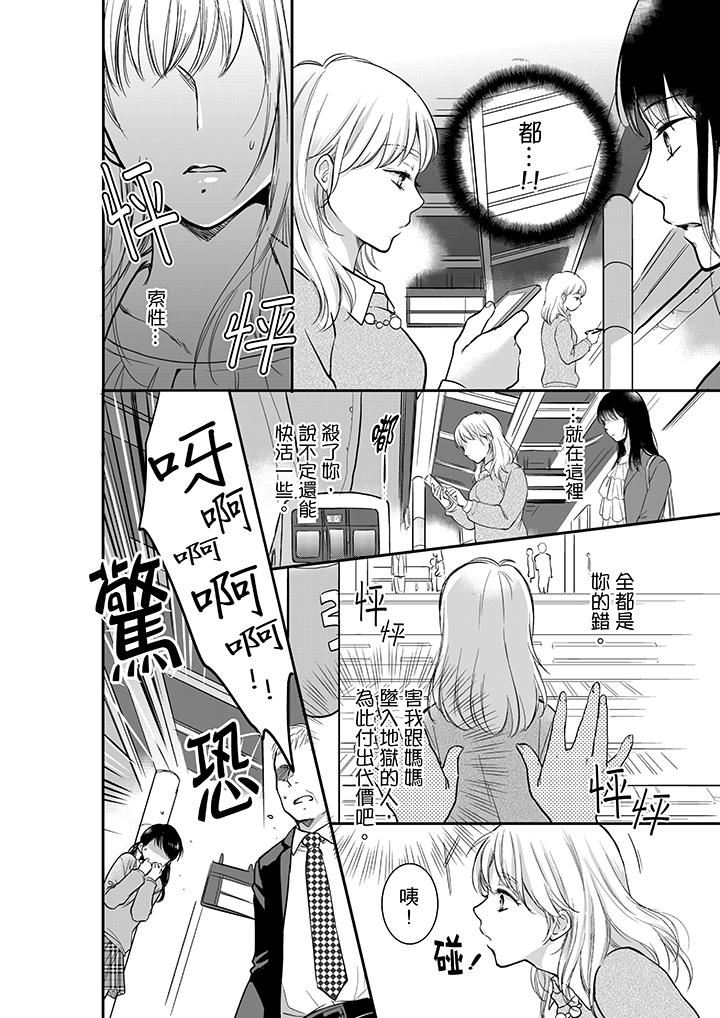 都…!!
怦
索性…
怦
…就在這裡
嘟
殺了妳，
說不定還能
快活一些。
全都是
妳的錯。
怦
怦
害我跟媽媽
墜入地獄的人，
為此付出代價吧。
怦
怦
咦！
碰！
呀啊啊啊啊！！
驚
恐